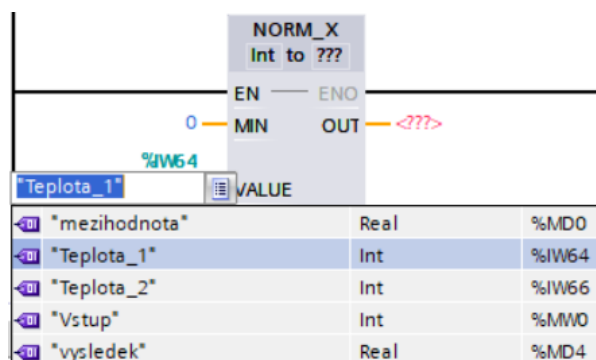 NORM_X
Int to ???
EN ENO
0 MIN OUT <???>
%IW64
"Teplota_1" VALUE
"mezihodnota" Real %MD0
"Teplota_1" Int %IW64
"Teplota_2" Int %IW66
"Vstup" Int %MW0
"vysledek" Real %MD4